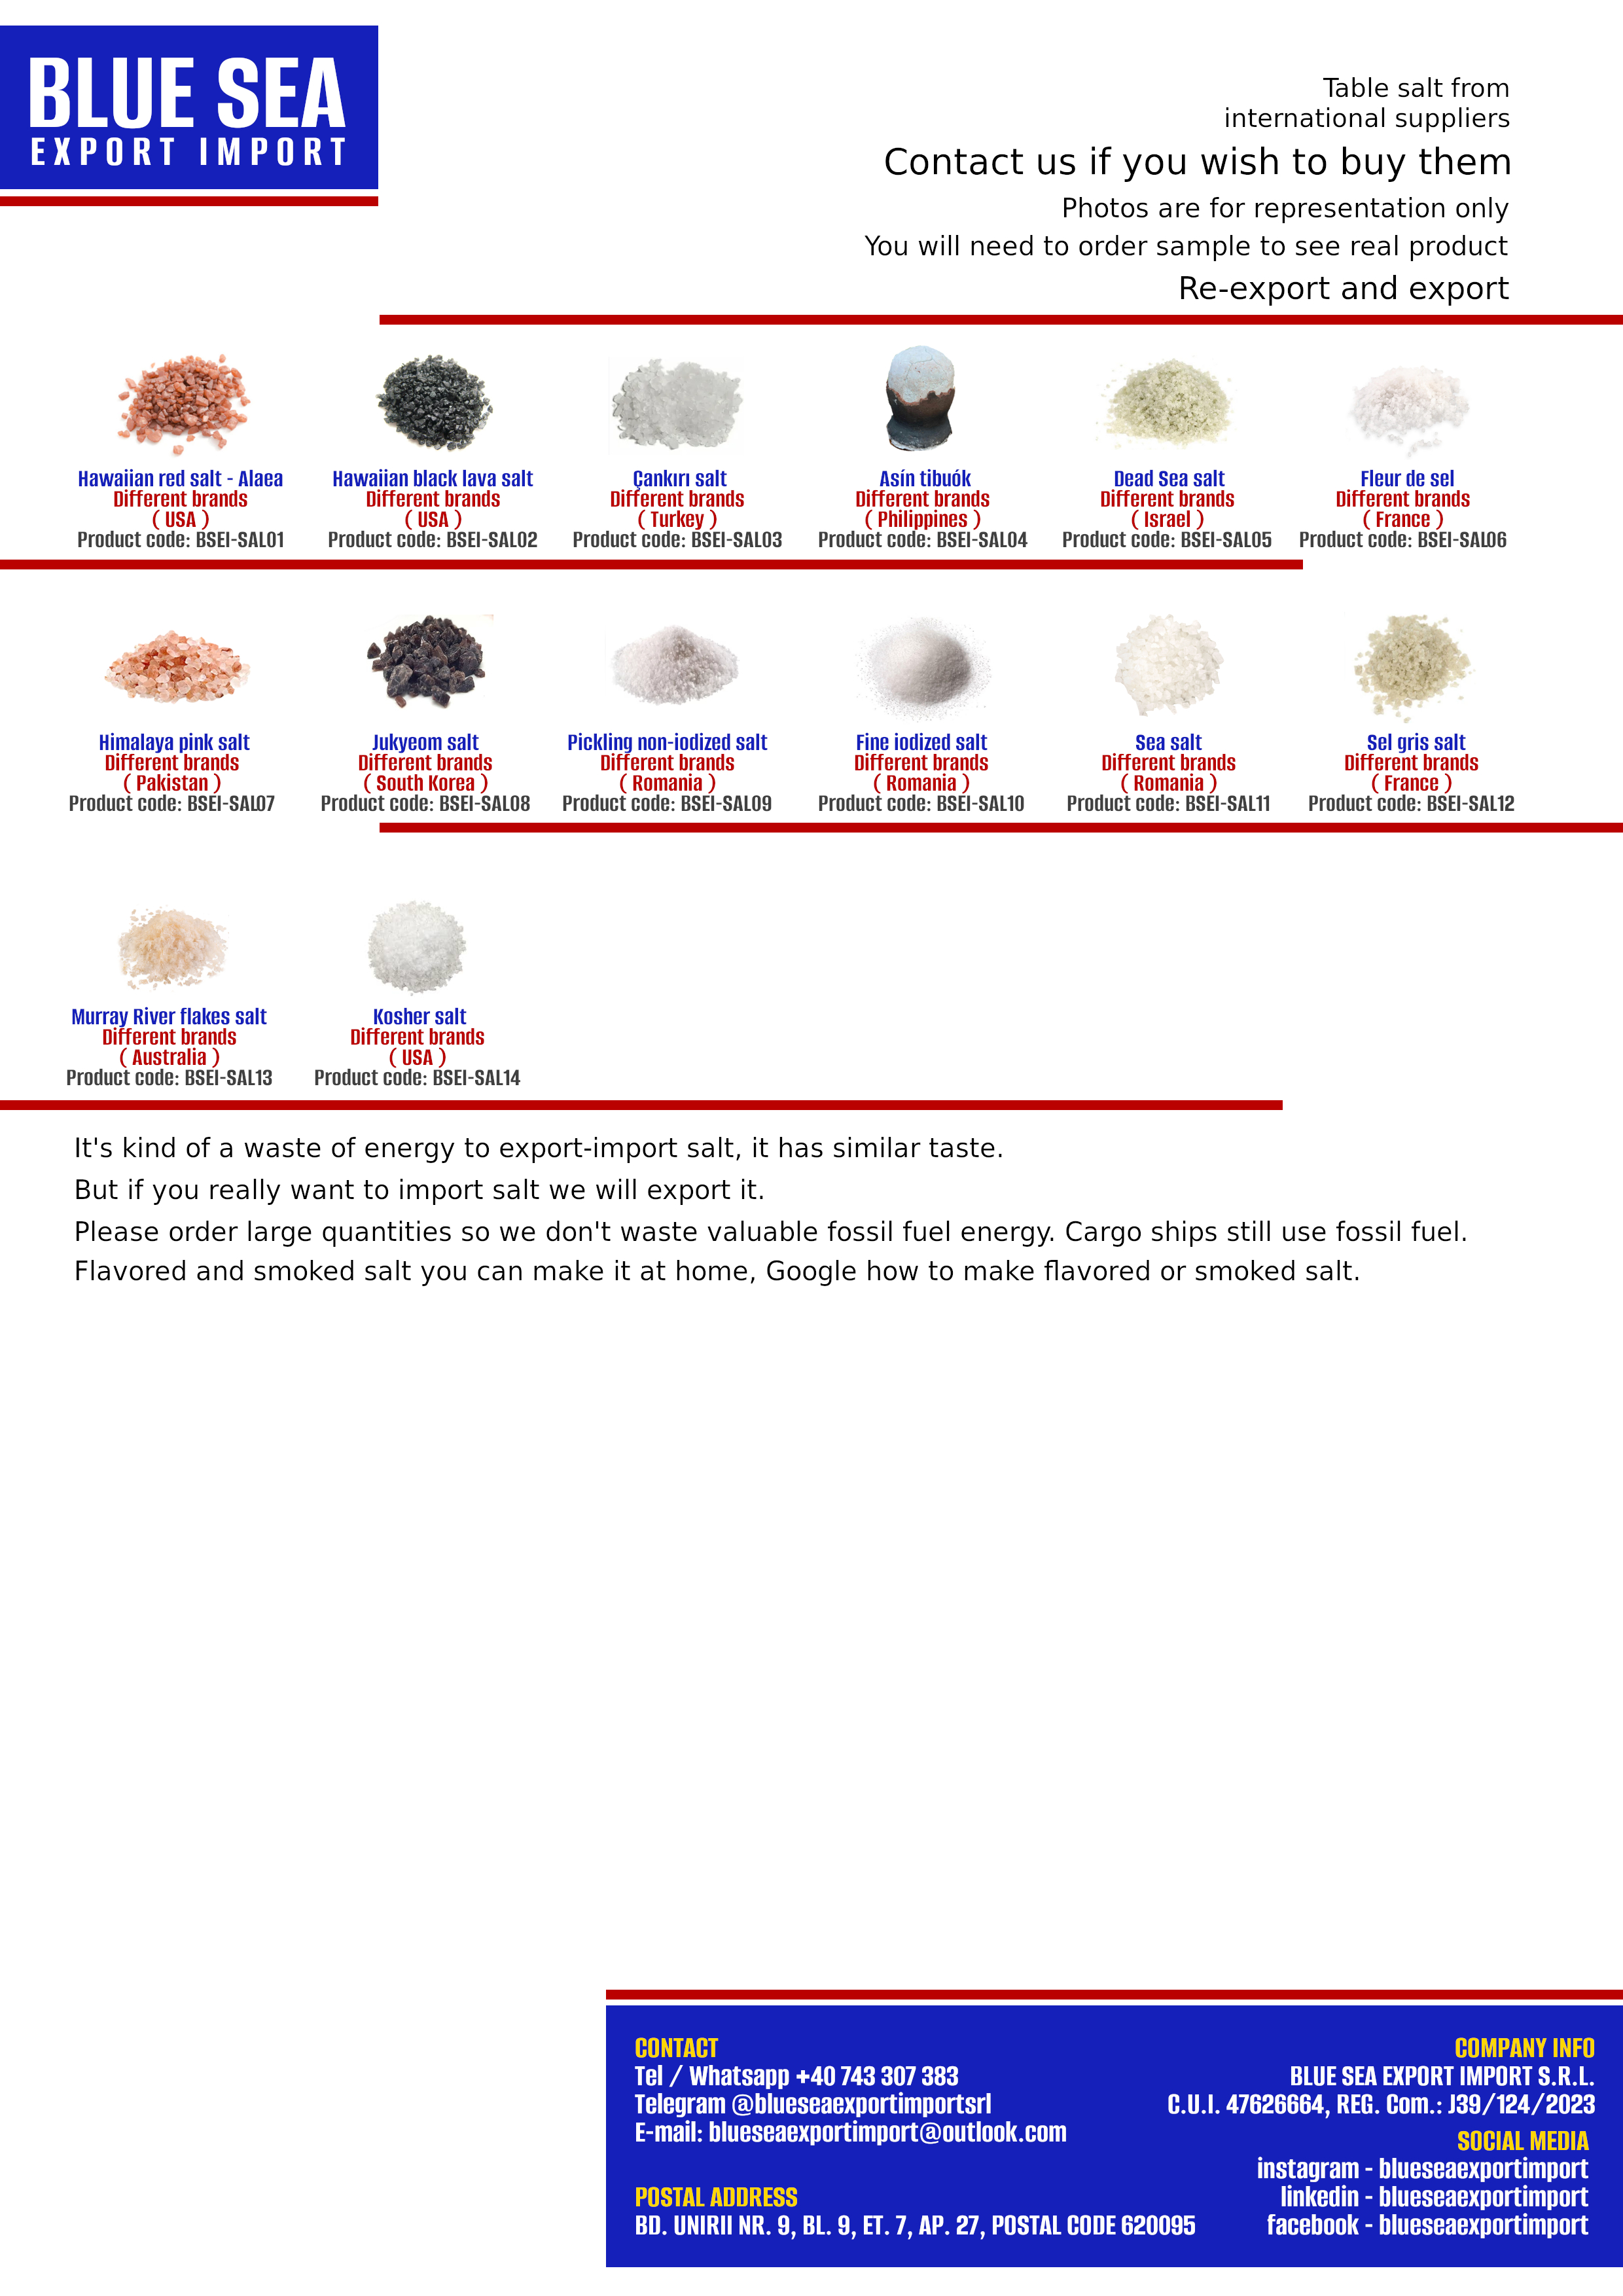 BLUE SEA
EXPORT IMPORT
Table salt from
international suppliers
Contact us if you wish to buy them
Photos are for representation only
You will need to order sample to see real product
Re-export and export
Hawaiian red salt - Alaea
Different brands
( USA )
Product code: BSEI-SAL01
Hawaiian black lava salt
Different brands
( USA )
Product code: BSEI-SAL02
Çankırı salt
Different brands
( Turkey )
Product code: BSEI-SAL03
Asín tibuók
Different brands
( Philippines )
Product code: BSEI-SAL04
Dead Sea salt
Different brands
( Israel )
Product code: BSEI-SAL05
Fleur de sel
Different brands
( France )
Product code: BSEI-SAL06
Himalaya pink salt
Different brands
( Pakistan )
Product code: BSEI-SAL07
Jukyeom salt
Different brands
( South Korea )
Product code: BSEI-SAL08
Pickling non-iodized salt
Different brands
( Romania )
Product code: BSEI-SAL09
Fine iodized salt
Different brands
( Romania )
Product code: BSEI-SAL10
Sea salt
Different brands
( Romania )
Product code: BSEI-SAL11
Sel gris salt
Different brands
( France )
Product code: BSEI-SAL12
Murray River flakes salt
Different brands
( Australia )
Product code: BSEI-SAL13
Kosher salt
Different brands
( USA )
Product code: BSEI-SAL14
It's kind of a waste of energy to export-import salt, it has similar taste.
But if you really want to import salt we will export it.
Please order large quantities so we don't waste valuable fossil fuel energy. Cargo ships still use fossil fuel.
Flavored and smoked salt you can make it at home, Google how to make flavored or smoked salt.
CONTACT
Tel / Whatsapp +40 743 307 383
Telegram @blueseaexportimportsrl
E-mail: blueseaexportimport@outlook.com
POSTAL ADDRESS
BD. UNIRII NR. 9, BL. 9, ET. 7, AP. 27, POSTAL CODE 620095
COMPANY INFO
BLUE SEA EXPORT IMPORT S.R.L.
C.U.I. 47626664, REG. Com.: J39/124/2023
SOCIAL MEDIA
instagram - blueseaexportimport
linkedin - blueseaexportimport
facebook - blueseaexportimport